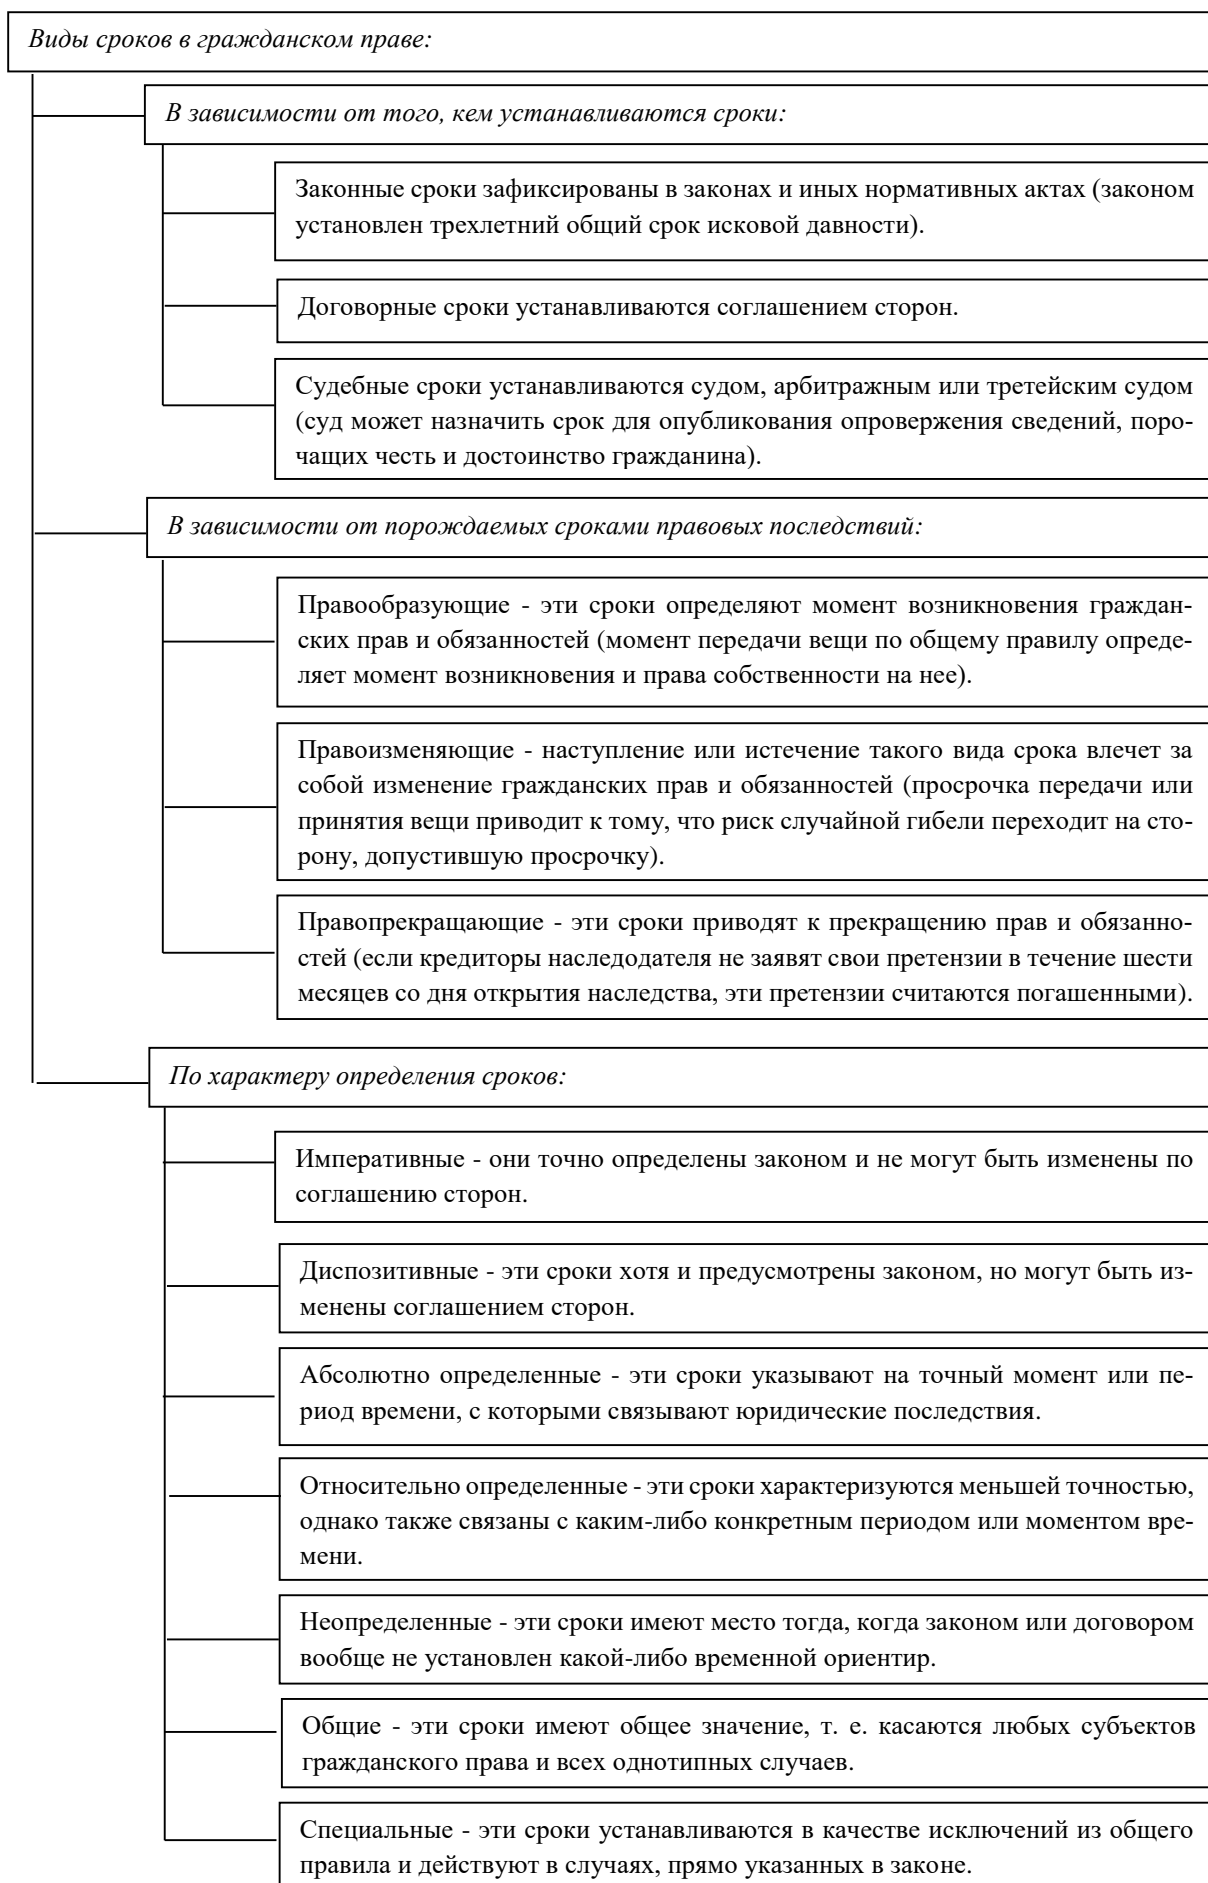 Виды сроков в гражданском праве:
В зависимости от того, кем устанавливаются сроки:
Законные сроки зафиксированы в законах и иных нормативных актах (законом
установлен трехлетний общий срок исковой давности).
Договорные сроки устанавливаются соглашением сторон.
Судебные сроки устанавливаются судом, арбитражным или третейским судом
(суд может назначить срок для опубликования опровержения сведений, поро-
чащих честь и достоинство гражданина).
В зависимости от порождаемых сроками правовых последствий:
Правообразующие - эти сроки определяют момент возникновения граждан-
ских прав и обязанностей (момент передачи вещи по общему правилу опреде-
ляет момент возникновения и права собственности на нее).
Правоизменяющие - наступление или истечение такого вида срока влечет за
собой изменение гражданских прав и обязанностей (просрочка передачи или
принятия вещи приводит к тому, что риск случайной гибели переходит на сто-
рону, допустившую просрочку).
Правопрекращающие - эти сроки приводят к прекращению прав и обязанно-
стей (если кредиторы наследодателя не заявят свои претензии в течение шести
месяцев со дня открытия наследства, эти претензии считаются погашенными).
По характеру определения сроков:
Императивные - они точно определены законом и не могут быть изменены по
соглашению сторон.
Диспозитивные - эти сроки хотя и предусмотрены законом, но могут быть из-
менены соглашением сторон.
Абсолютно определенные - эти сроки указывают на точный момент или пе-
риод времени, с которыми связывают юридические последствия.
Относительно определенные - эти сроки характеризуются меньшей точностью,
однако также связаны с каким-либо конкретным периодом или моментом вре-
мени.
Неопределенные - эти сроки имеют место тогда, когда законом или договором
вообще не установлен какой-либо временной ориентир.
Общие - эти сроки имеют общее значение, т. е. касаются любых субъектов
гражданского права и всех однотипных случаев.
Специальные - эти сроки устанавливаются в качестве исключений из общего
правила и действуют в случаях, прямо указанных в законе.